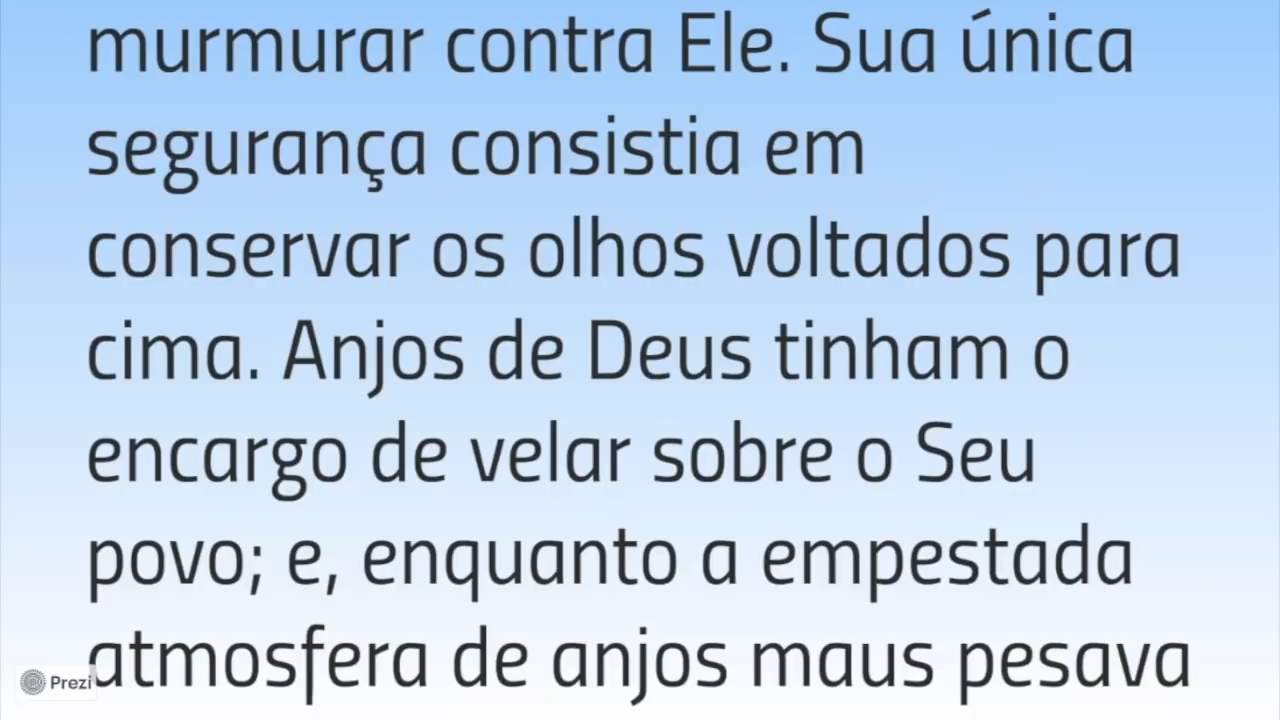 murmurar contra Ele. Sua única
segurança consistia em
conservar os olhos voltados para
cima. Anjos de Deus tinham o
encargo de velar sobre o Seu
povo; e, enquanto a empestada
atmosfera de anjos maus pesava
Prezi